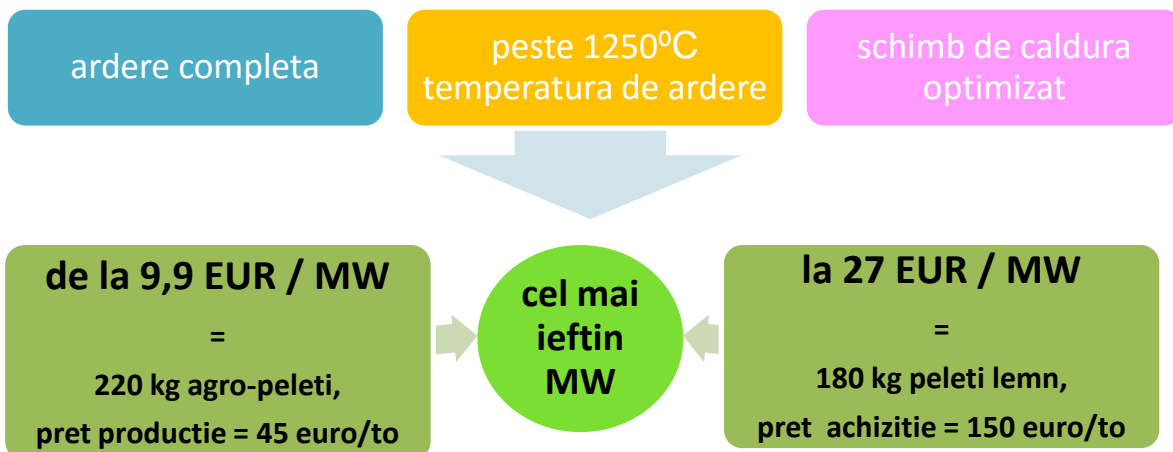 ardere completa
peste 1250⁰C
temperatura de ardere
schimb de caldura
optimizat
de la 9,9 EUR / MW
=
220 kg agro-peleti,
pret productie = 45 euro/to
cel mai
ieftin
MW
la 27 EUR / MW
=
180 kg peleti lemn,
pret achizitie = 150 euro/to